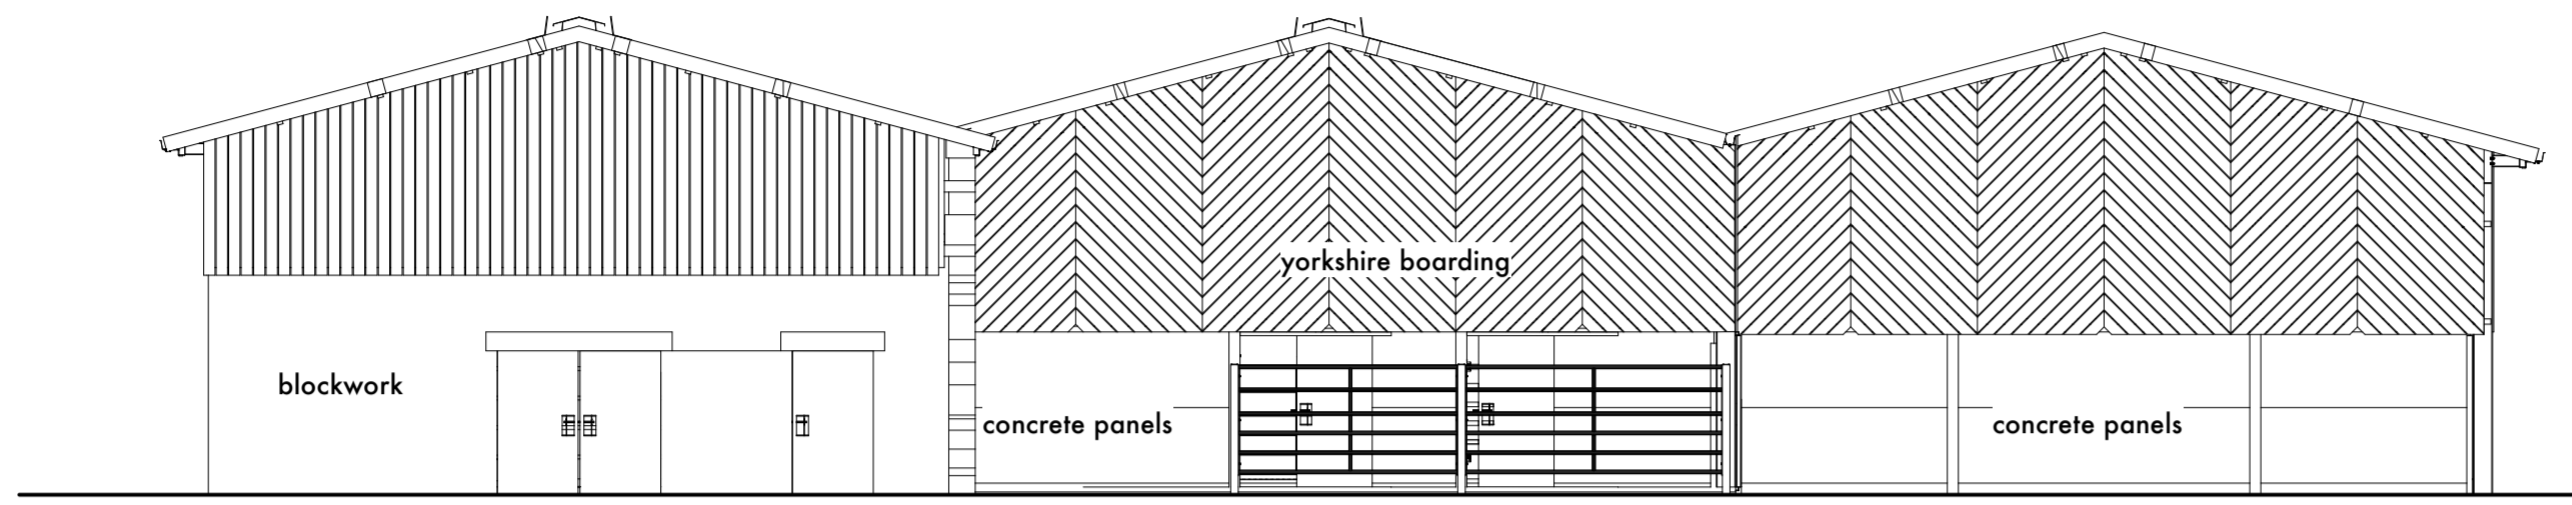 yorkshire boarding
blockwork
concrete panels
concrete panels